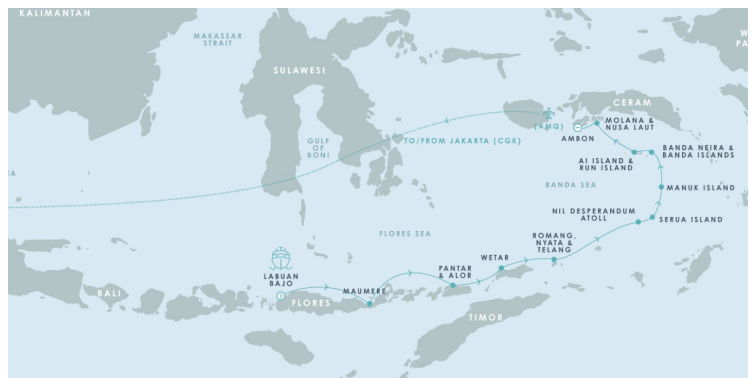 KALIMANTAN
MAKASSAR
STRAIT
SULAWESI
CERAM
(AMQ)
AMBON
MOLANA &
NUSA LAUT
TO/FROM JAKARTA (CGK)
GULF
OF
BONI
BANDA NEIRA &
BANDA ISLANDS
AI ISLAND &
RUN ISLAND
BANDA SEA
MANUK ISLAND
NIL DESPERANDUM
ATOLL
SERUA ISLAND
FLORES SEA
ROMANG,
NYATA &
TELANG
WETAR
PANTAR
& ALOR
LABUAN
BAJO
MAUMERE
BALI
FLORES
TIMOR